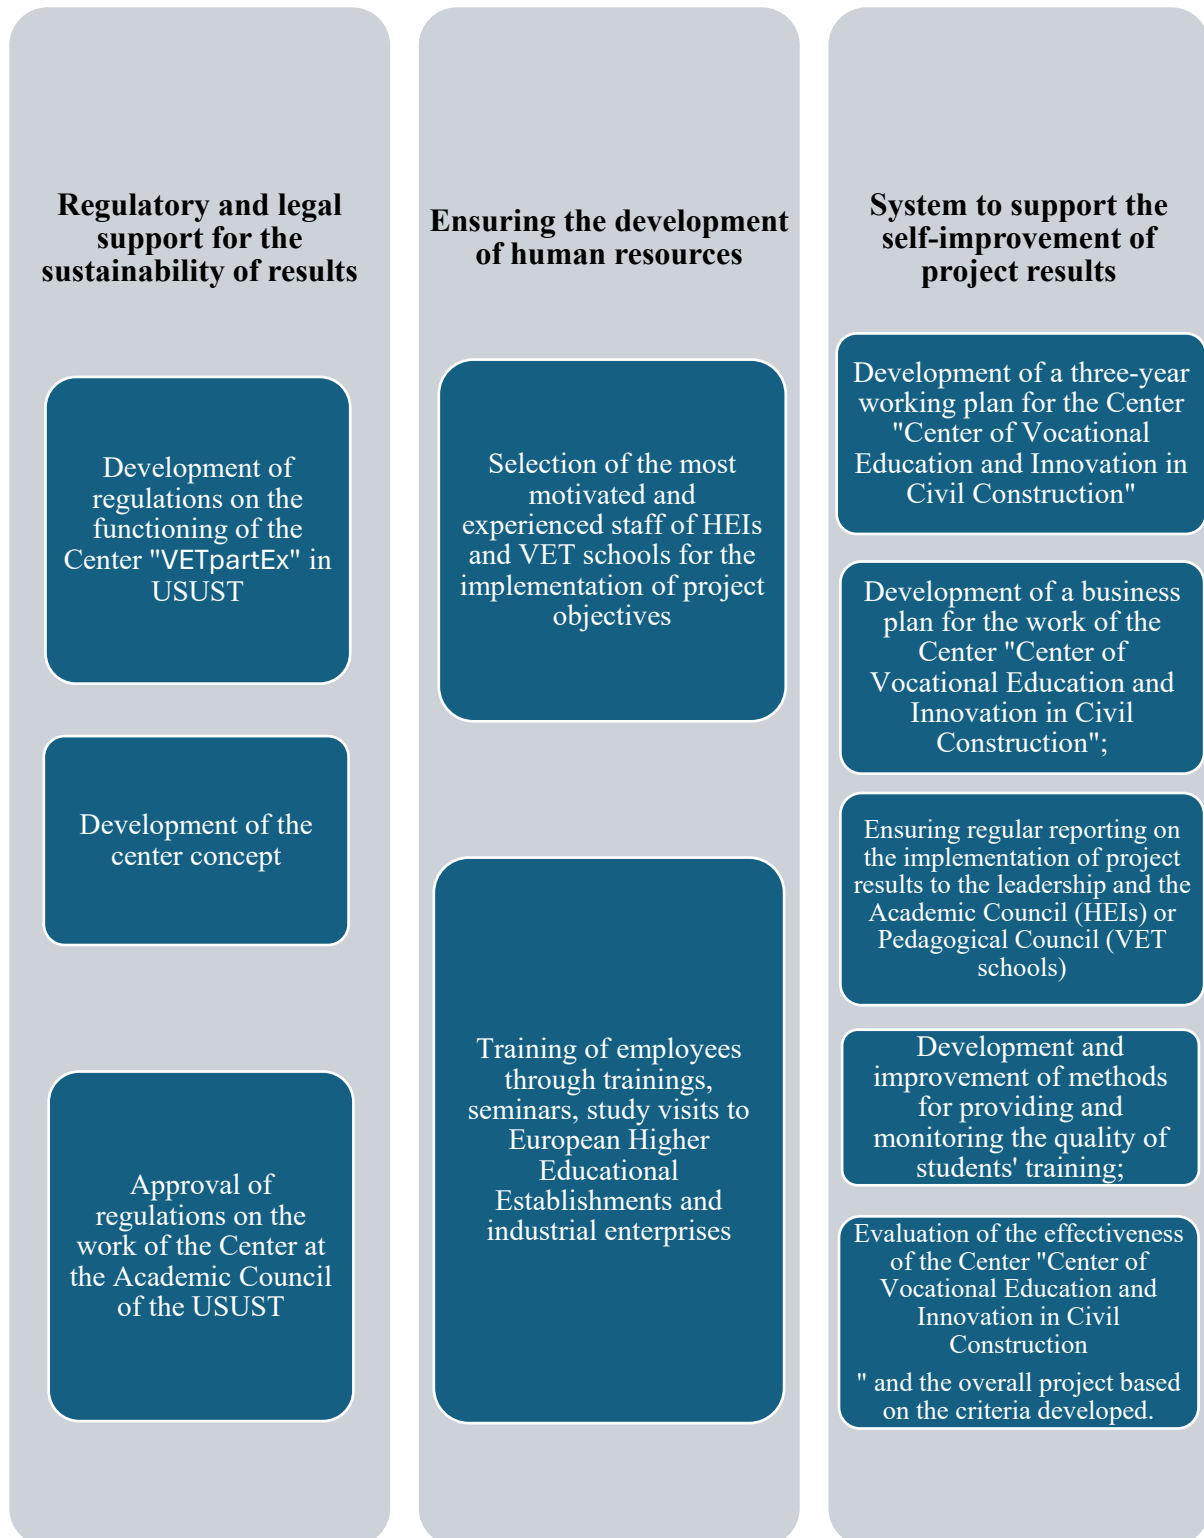 Regulatory and legal
support for the
sustainability of results
Development of
regulations on the
functioning of the
Center "VETpartEx" in
USUST
Development of the
center concept
Approval of
regulations on the
work of the Center at
the Academic Council
of the USUST
Ensuring the development
of human resources
Selection of the most
motivated and
experienced staff of HEIs
and VET schools for the
implementation of project
objectives
Training of employees
through trainings,
seminars, study visits to
European Higher
Educational
Establishments and
industrial enterprises
System to support the
self-improvement of
project results
Development of a three-year
working plan for the Center
"Center of Vocational
Education and Innovation in
Civil Construction"
Development of a business
plan for the work of the
Center "Center of
Vocational Education and
Innovation in Civil
Construction";
Ensuring regular reporting on
the implementation of project
results to the leadership and the
Academic Council (HEIs) or
Pedagogical Council (VET
schools)
Development and
improvement of methods
for providing and
monitoring the quality of
students' training;
Evaluation of the effectiveness
of the Center "Center of
Vocational Education and
Innovation in Civil
Construction
" and the overall project based
on the criteria developed.